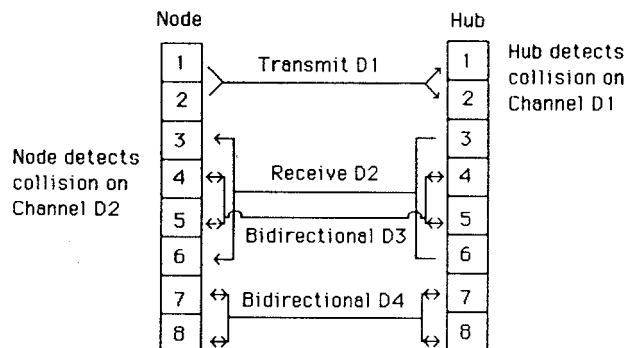 Node
Hub
1
2
3
4
5
6
7
8
Transmit D1
Receive D2
Bidirectional D3
Bidirectional D4
1
2
3
4
5
6
7
8
Hub detects
collision on
Channel D1
Node detects
collision on
Channel D2